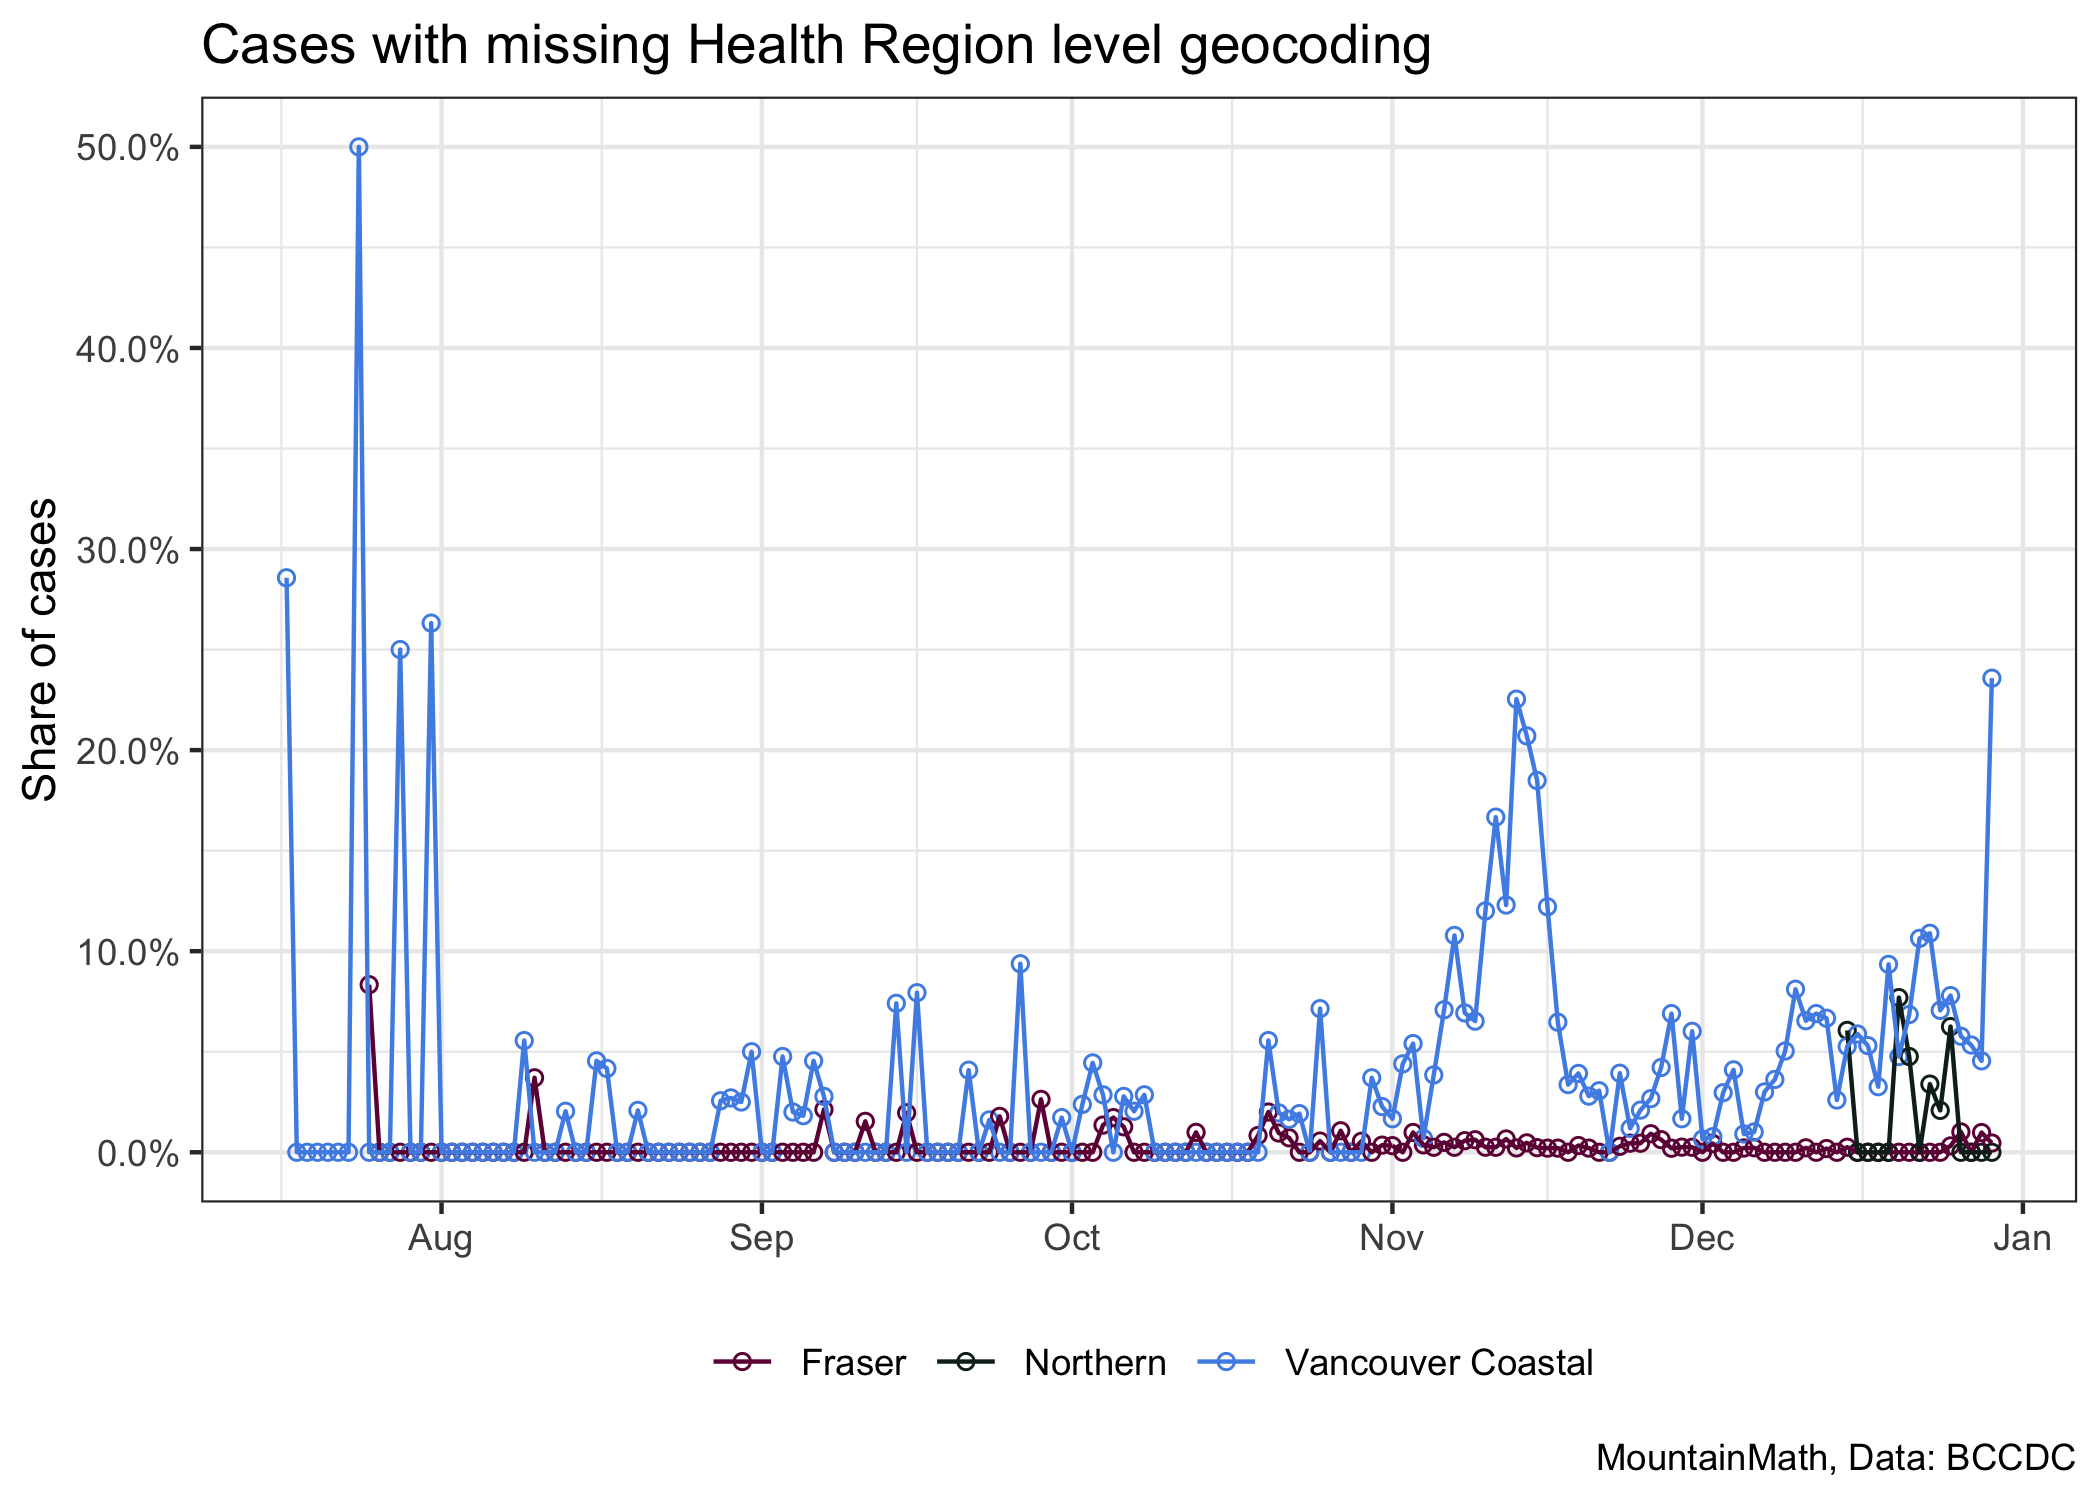 Cases with missing Health Region level geocoding
Share of cases
50.0%
40.0%
30.0%
20.0%
10.0%
0.0%
Aug Sep Oct Nov Dec Jan
Fraser Northern Vancouver Coastal
MountainMath, Data: BCCDC